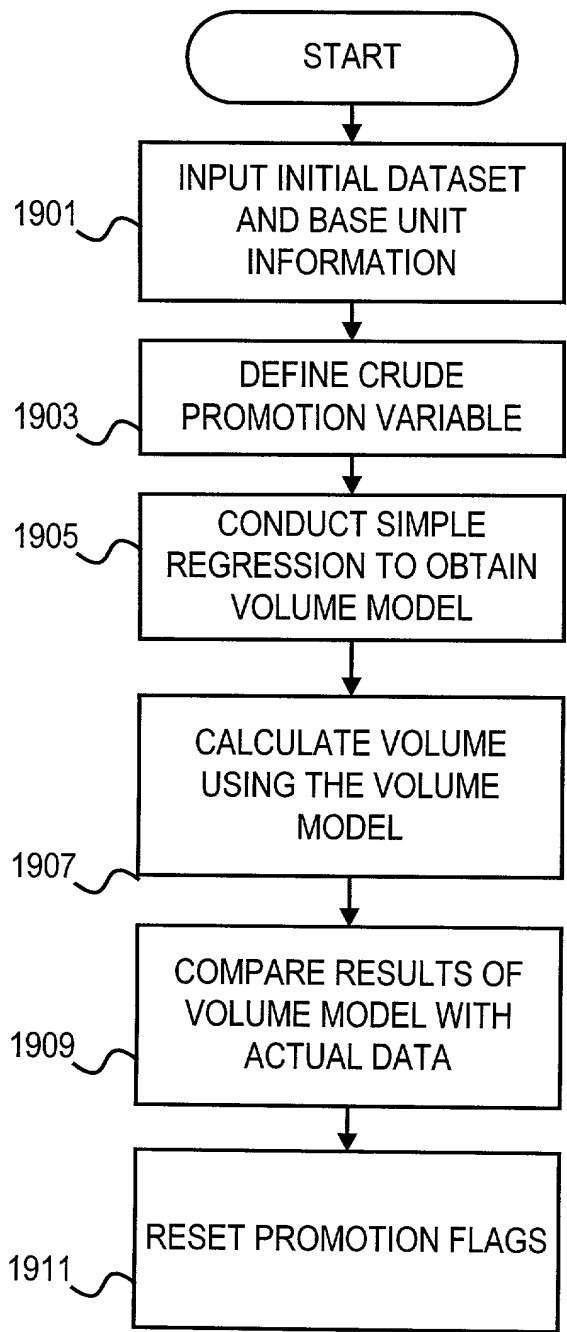 START
1901
INPUT INITIAL DATASET
AND BASE UNIT
INFORMATION
1903
DEFINE CRUDE
PROMOTION VARIABLE
1905
CONDUCT SIMPLE
REGRESSION TO OBTAIN
VOLUME MODEL
1907
CALCULATE VOLUME
USING THE VOLUME
MODEL
1909
COMPARE RESULTS OF
VOLUME MODEL WITH
ACTUAL DATA
1911
RESET PROMOTION FLAGS